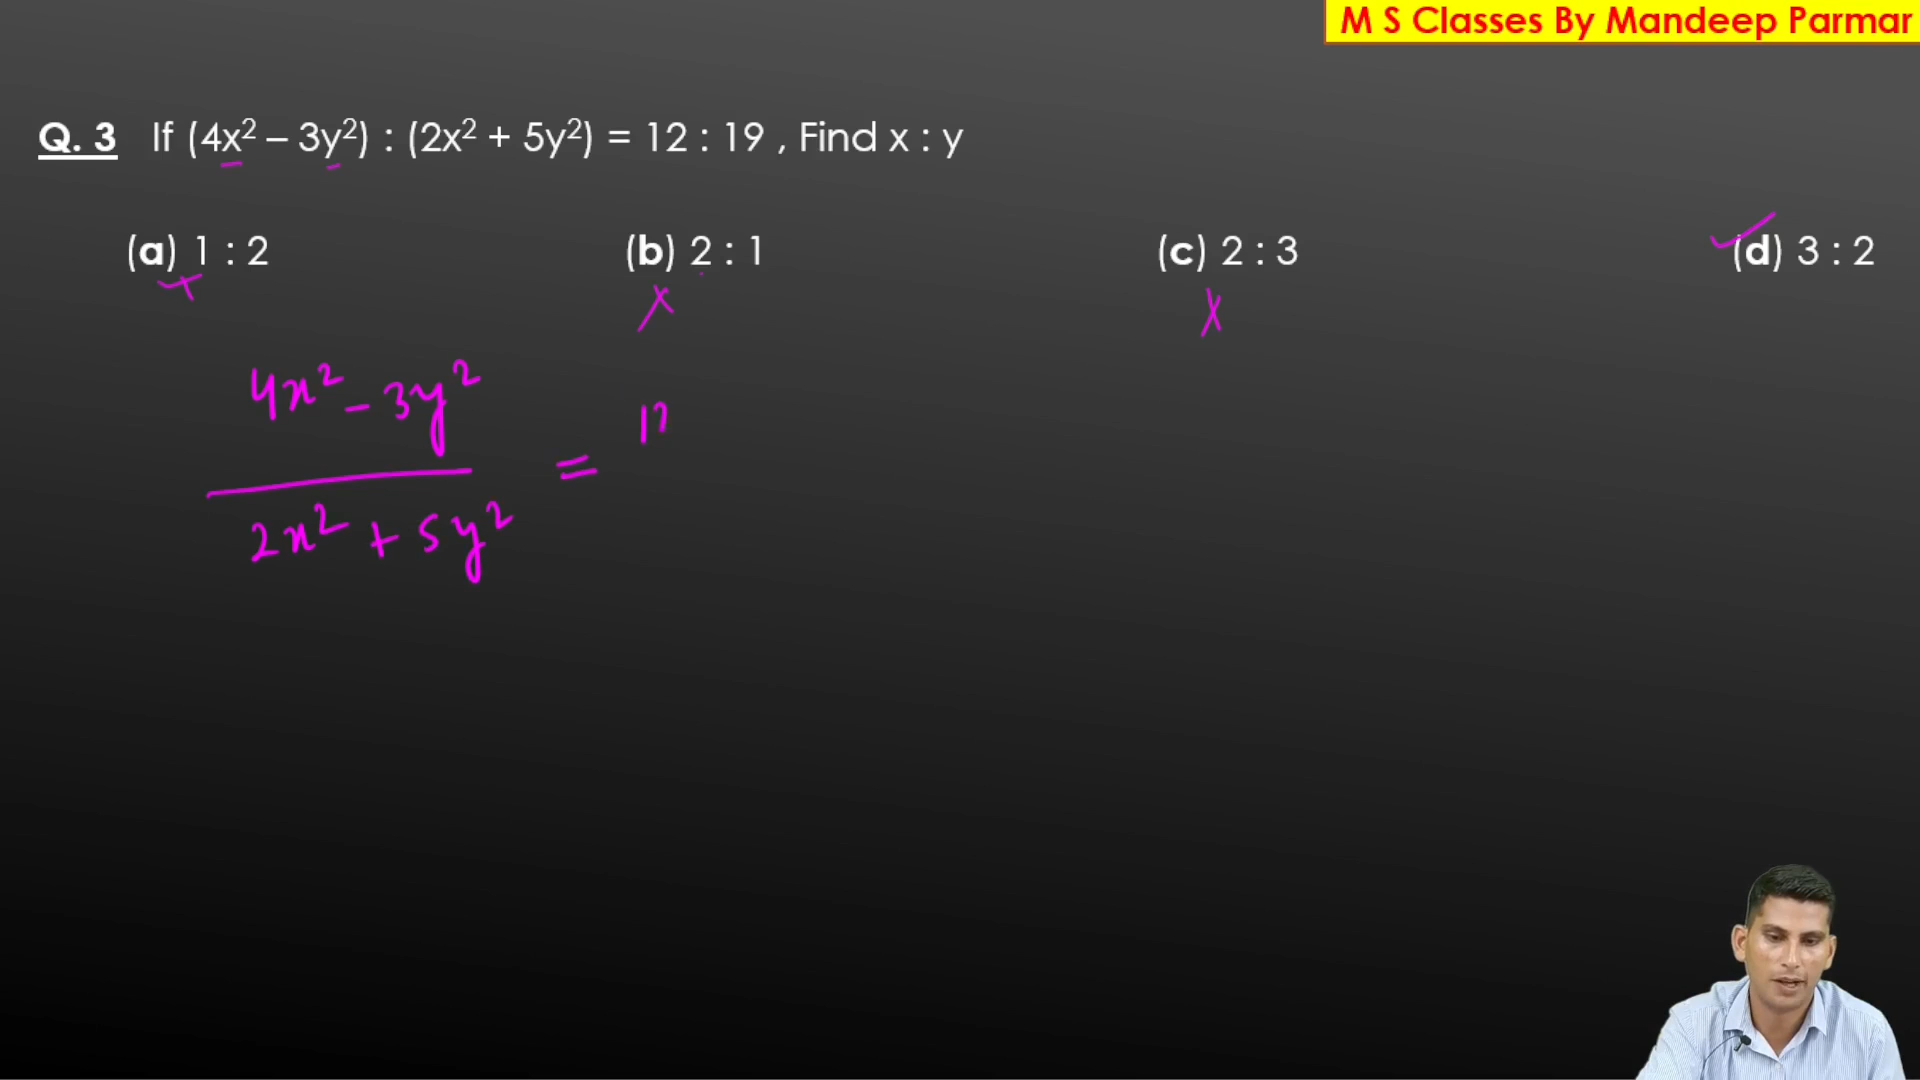 M S Classes By Mandeep Parmar
Q. 3 If (4x² – 3y²) : (2x² + 5y²) = 12 : 19 , Find x : y
(a) 1 : 2 (b) 2 : 1 (c) 2 : 3 (d) 3 : 2
4x² - 3y²
= 12
2x² + 5y²